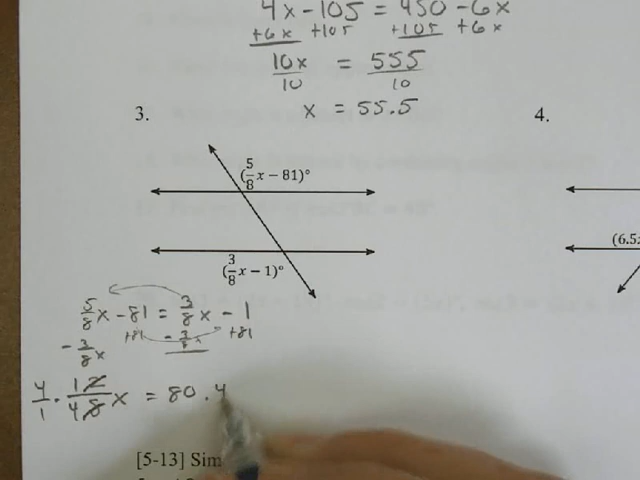 4x - 105 = 450 - 6x
+6x +105 +105 +6x
10x = 555
10 10
x = 55.5
3.
4.
(5/8x − 81)°
(3/8x − 1)°
(6.5
5/8x - 81 = 3/8x - 1
- 3/8x +81 - 3/8x +81
4/1 · 12/48x = 80 · 4
[5-13] Sim